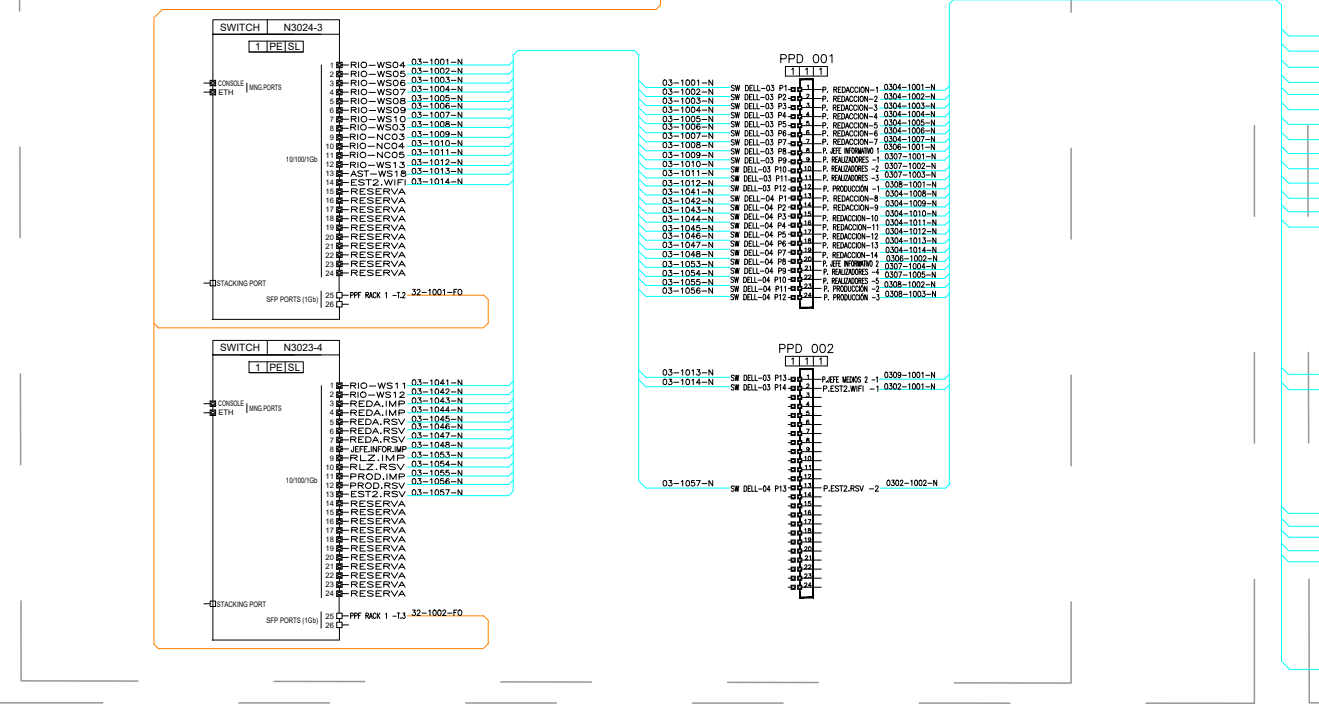 SWITCH N3024-3
1 PE SL
CONSOLE
ETH
MNG.PORTS
10/100/1Gb
1 RIO-WS04 03-1001-N
2 RIO-WS05 03-1002-N
3 RIO-WS06 03-1003-N
4 RIO-WS07 03-1004-N
5 RIO-WS08 03-1005-N
6 RIO-WS09 03-1006-N
7 RIO-WS10 03-1007-N
8 RIO-WS03 03-1008-N
9 RIO-NC03 03-1009-N
10 RIO-NC04 03-1010-N
11 RIO-NC05 03-1011-N
12 RIO-WS13 03-1012-N
13 AST-WS18 03-1013-N
14 EST2.WIFI 03-1014-N
15 RESERVA
16 RESERVA
17 RESERVA
18 RESERVA
19 RESERVA
20 RESERVA
21 RESERVA
22 RESERVA
23 RESERVA
24 RESERVA
STACKING PORT
SFP PORTS (1Gb)
25 PPF RACK 1 -T.2 32-1001-FO
26
SWITCH N3023-4
1 PE SL
CONSOLE
ETH
MNG.PORTS
10/100/1Gb
1 RIO-WS11 03-1041-N
2 RIO-WS12 03-1042-N
3 REDA.IMP 03-1043-N
4 REDA.IMP 03-1044-N
5 REDA.RSV 03-1045-N
6 REDA.RSV 03-1046-N
7 REDA.RSV 03-1047-N
8 JEFE.INFOR.IMP 03-1048-N
9 RLZ.IMP 03-1053-N
10 RLZ.RSV 03-1054-N
11 PROD.IMP 03-1055-N
12 PROD.RSV 03-1056-N
13 EST2.RSV 03-1057-N
14 RESERVA
15 RESERVA
16 RESERVA
17 RESERVA
18 RESERVA
19 RESERVA
20 RESERVA
21 RESERVA
22 RESERVA
23 RESERVA
24 RESERVA
STACKING PORT
SFP PORTS (1Gb)
25 PPF RACK 1 -T.3 32-1002-FO
26
PPD 001
1 1 1
03-1001-N SW DELL-03 P1 1 P. REDACCION-1 0304-1001-N
03-1002-N SW DELL-03 P2 2 P. REDACCION-2 0304-1002-N
03-1003-N SW DELL-03 P3 3 P. REDACCION-3 0304-1003-N
03-1004-N SW DELL-03 P4 4 P. REDACCION-4 0304-1004-N
03-1005-N SW DELL-03 P5 5 P. REDACCION-5 0304-1005-N
03-1006-N SW DELL-03 P6 6 P. REDACCION-6 0304-1006-N
03-1007-N SW DELL-03 P7 7 P. REDACCION-7 0304-1007-N
03-1008-N SW DELL-03 P8 8 P. JEFE INFORMATIVO 1 0306-1001-N
03-1009-N SW DELL-03 P9 9 P. REALIZADORES -1 0307-1001-N
03-1010-N SW DELL-03 P10 10 P. REALIZADORES -2 0307-1002-N
03-1011-N SW DELL-03 P11 11 P. REALIZADORES -3 0307-1003-N
03-1012-N SW DELL-03 P12 12 P. PRODUCCIÓN -1 0308-1001-N
03-1041-N SW DELL-04 P1 13 P. REDACCION-8 0304-1008-N
03-1042-N SW DELL-04 P2 14 P. REDACCION-9 0304-1009-N
03-1043-N SW DELL-04 P3 15 P. REDACCION-10 0304-1010-N
03-1044-N SW DELL-04 P4 16 P. REDACCION-11 0304-1011-N
03-1045-N SW DELL-04 P5 17 P. REDACCION-12 0304-1012-N
03-1046-N SW DELL-04 P6 18 P. REDACCION-13 0304-1013-N
03-1047-N SW DELL-04 P7 19 P. REDACCION-14 0304-1014-N
03-1048-N SW DELL-04 P8 20 P. JEFE INFORMATIVO 2 0306-1002-N
03-1053-N SW DELL-04 P9 21 P. REALIZADORES -4 0307-1004-N
03-1054-N SW DELL-04 P10 22 P. REALIZADORES -5 0307-1005-N
03-1055-N SW DELL-04 P11 23 P. PRODUCCIÓN -2 0308-1002-N
03-1056-N SW DELL-04 P12 24 P. PRODUCCIÓN -3 0308-1003-N
PPD 002
1 1 1
03-1013-N SW DELL-03 P13 1 P.JEFE MEDIOS 2 -1 0309-1001-N
03-1014-N SW DELL-03 P14 2 P.EST2.WIFI -1 0302-1001-N
3
4
5
6
7
8
9
10
11
12
03-1057-N SW DELL-04 P13 13 P.EST2.RSV -2 0302-1002-N
14
15
16
17
18
19
20
21
22
23
24